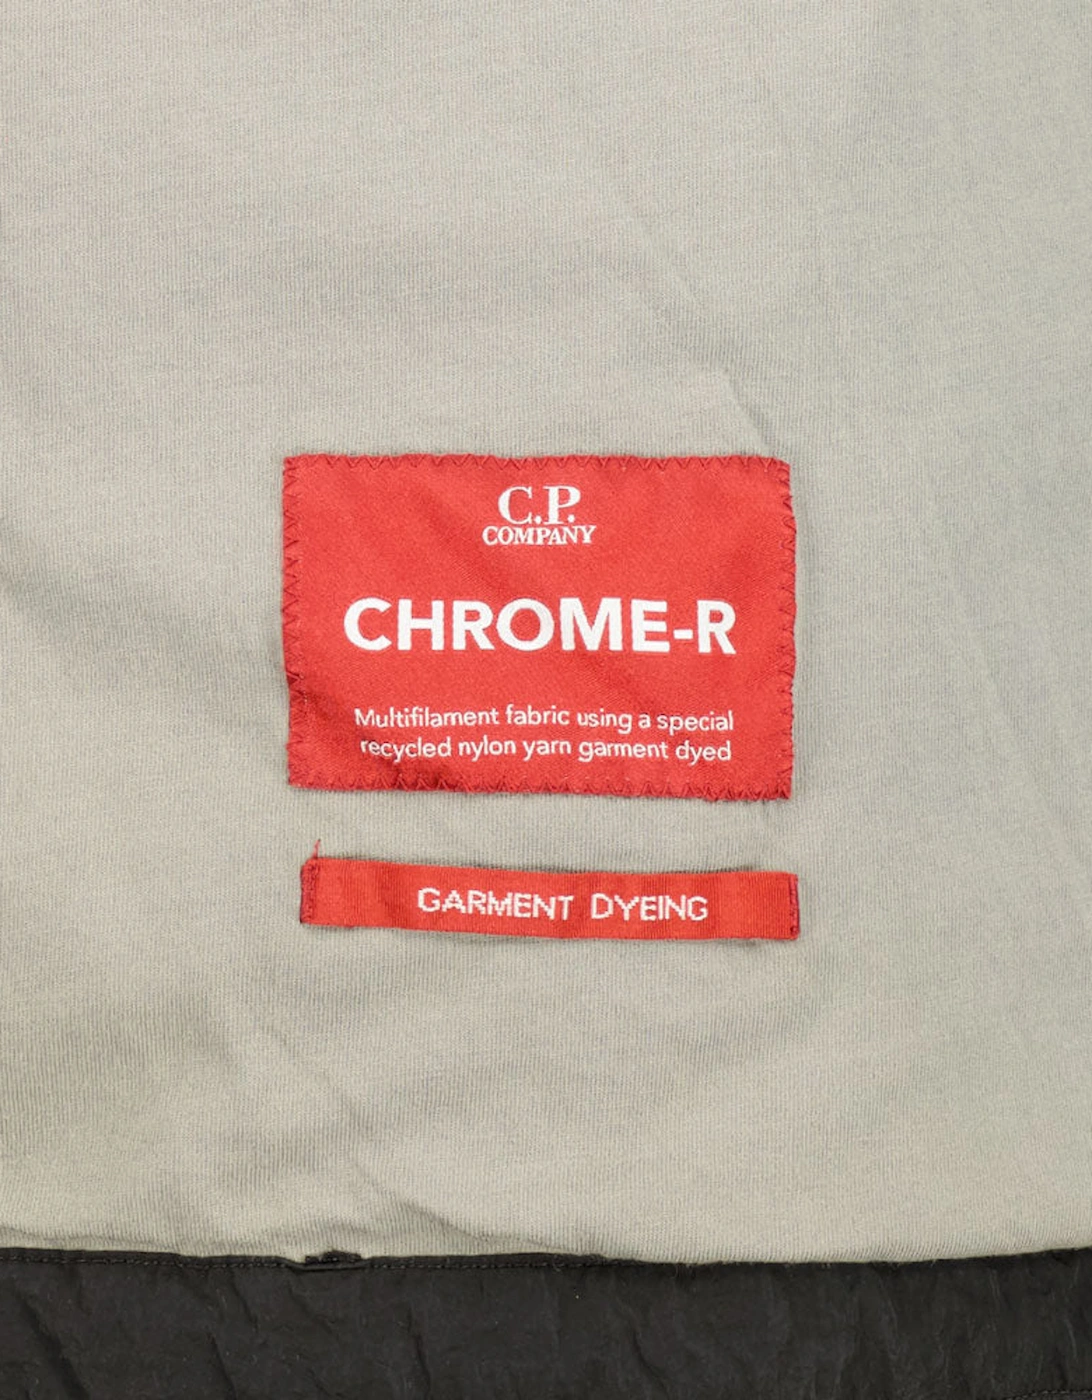 C.P.
COMPANY
CHROME-R
Multifilament fabric using a special
recycled nylon yarn garment dyed
GARMENT DYEING